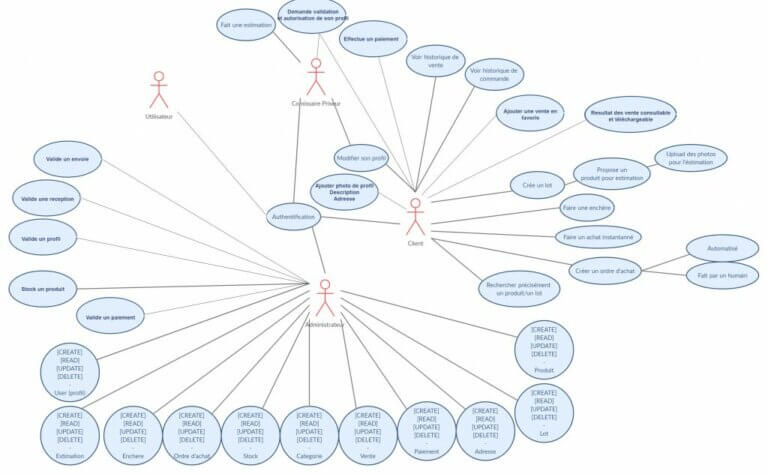 Demande validation
et autorisation de son profil
Fait une estimation
Effectue un paiement
Voir historique de
vente
Voir historique de
commande
Comissaire Priseur
Utilisateur
Ajouter une vente en
favoris
Resultat des vente consultable
et téléchargeable
Valide un envoie
Modifier son profil
Upload des photos
pour l'éstimation
Propose un
produit pour estimation
Crée un lot
Ajouter photo de profil
Description
Adresse
Valide une reception
Authentification
Faire une enchère
Valide un profil
Client
Faire un achat instantanné
Automatisé
Créer un ordre d'achat
Fait par un humain
Stock un produit
Rechercher précisément
un produit/un lot
Valide un paiement
Administrateur
[CREATE]
[READ]
[UPDATE]
[DELETE]
-
Produit
[CREATE]
[READ]
[UPDATE]
[DELETE]
-
User (profil)
[CREATE]
[READ]
[UPDATE]
[DELETE]
-
Lot
[CREATE]
[READ]
[UPDATE]
[DELETE]
-
Estimation
[CREATE]
[READ]
[UPDATE]
[DELETE]
-
Enchere
[CREATE]
[READ]
[UPDATE]
[DELETE]
-
Ordre d'achat
[CREATE]
[READ]
[UPDATE]
[DELETE]
-
Stock
[CREATE]
[READ]
[UPDATE]
[DELETE]
-
Categorie
[CREATE]
[READ]
[UPDATE]
[DELETE]
-
Vente
[CREATE]
[READ]
[UPDATE]
[DELETE]
-
Paiement
[CREATE]
[READ]
[UPDATE]
[DELETE]
-
Adresse